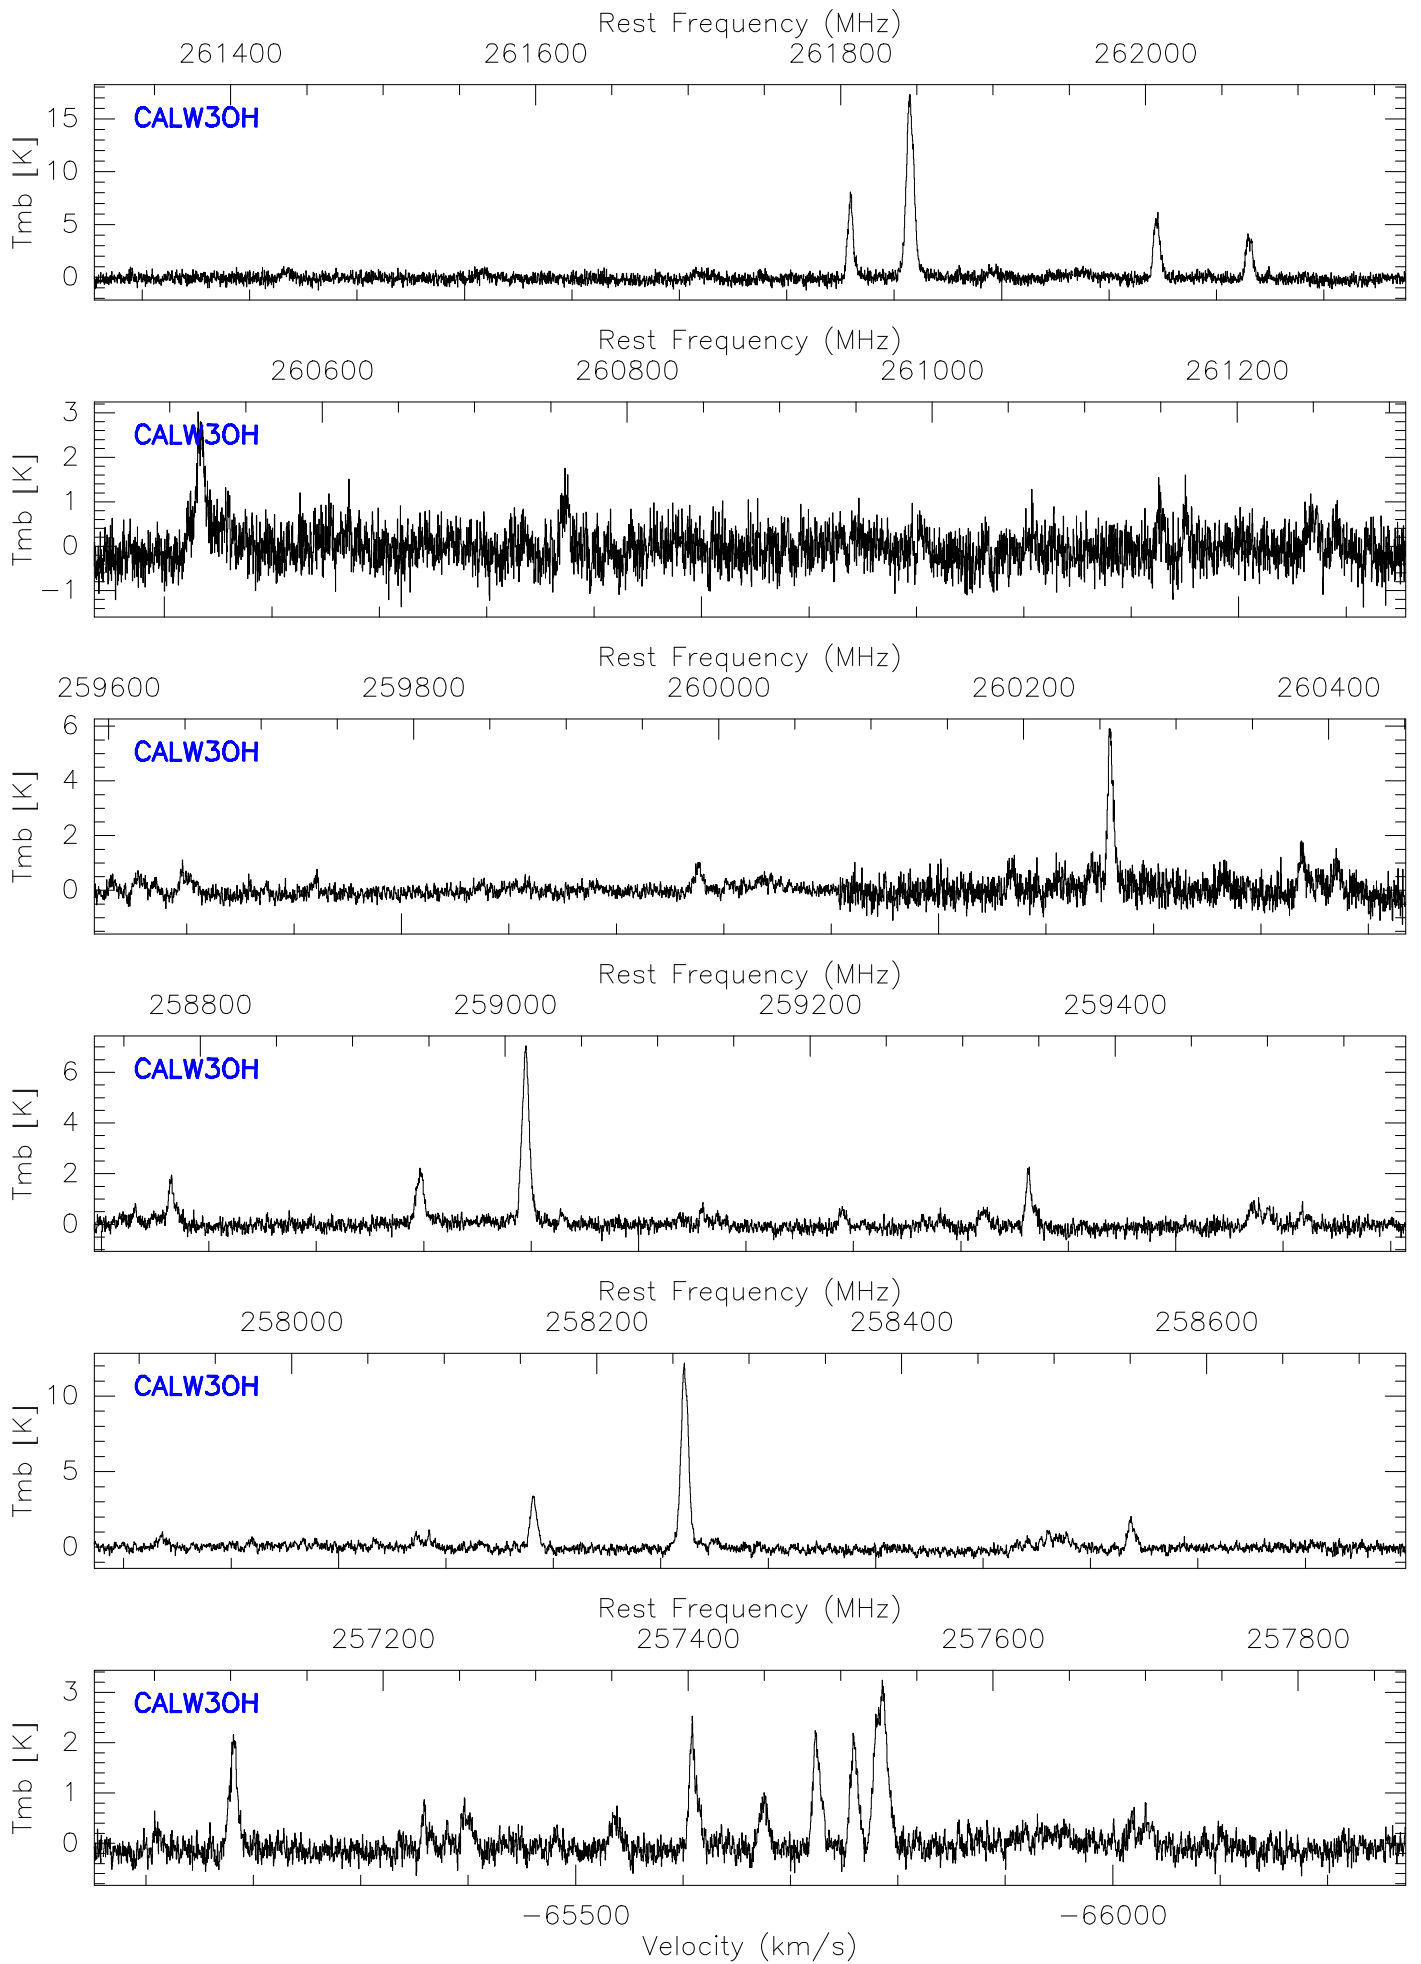 Rest Frequency (MHz)
261400 261600 261800 262000
CALW3OH
15
10
5
0
Tmb [K]
Rest Frequency (MHz)
260600 260800 261000 261200
CALW3OH
3
2
1
0
-1
Tmb [K]
Rest Frequency (MHz)
259600 259800 260000 260200 260400
CALW3OH
6
4
2
0
Tmb [K]
Rest Frequency (MHz)
258800 259000 259200 259400
CALW3OH
6
4
2
0
Tmb [K]
Rest Frequency (MHz)
258000 258200 258400 258600
CALW3OH
10
5
0
Tmb [K]
Rest Frequency (MHz)
257200 257400 257600 257800
CALW3OH
3
2
1
0
Tmb [K]
-65500 -66000
Velocity (km/s)